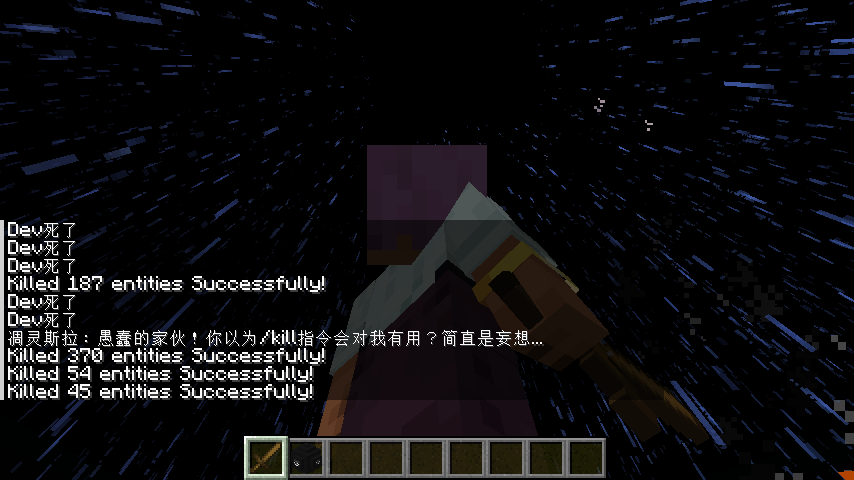 Dev死了
Dev死了
Dev死了
Killed 187 entities Successfully!
Dev死了
Dev死了
凋灵斯拉：愚蠢的家伙！你以为/kill指令会对我有用？简直是妄想...
Killed 370 entities Successfully!
Killed 54 entities Successfully!
Killed 45 entities Successfully!